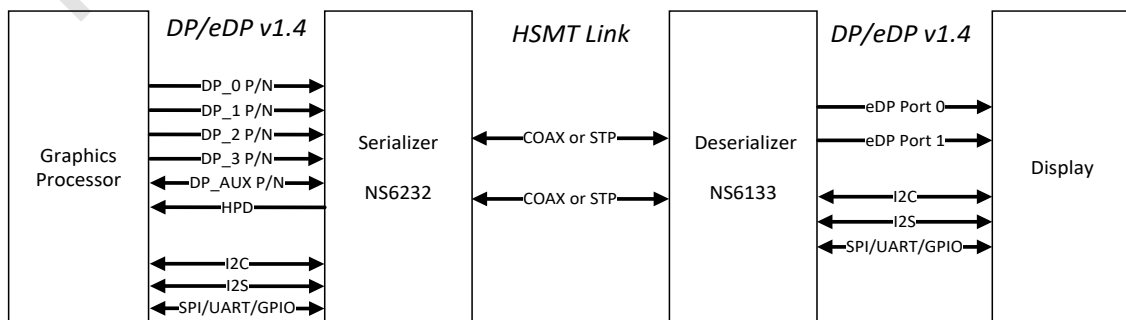 DP/eDP v1.4
HSMT Link
DP/eDP v1.4
Graphics
Processor
DP_0 P/N
DP_1 P/N
DP_2 P/N
DP_3 P/N
DP_AUX P/N
HPD
I2C
I2S
SPI/UART/GPIO
Serializer
NS6232
COAX or STP
COAX or STP
Deserializer
NS6133
eDP Port 0
eDP Port 1
I2C
I2S
SPI/UART/GPIO
Display